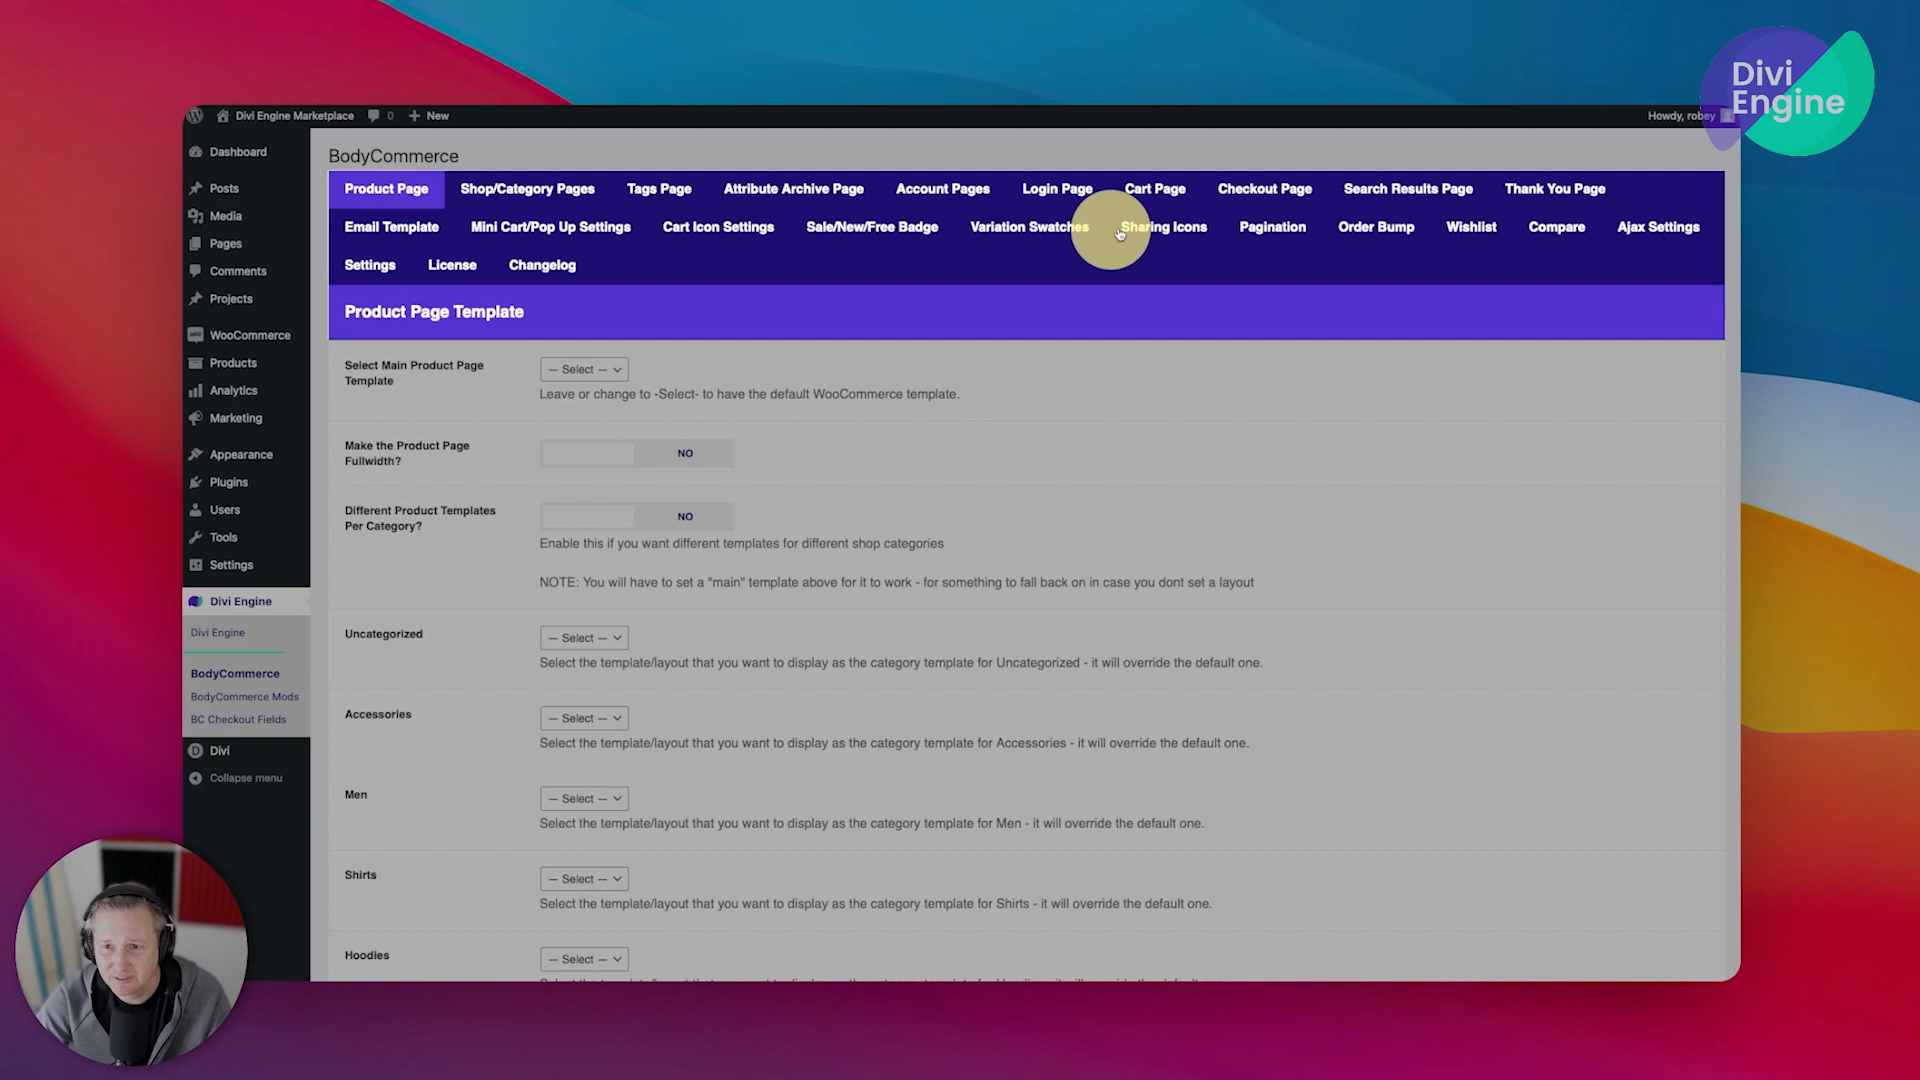 Divi
Engine
Divi Engine Marketplace 0 New
Howdy, robey
Dashboard
Posts
Media
Pages
Comments
Projects
WooCommerce
Products
Analytics
Marketing
Appearance
Plugins
Users
Tools
Settings
Divi Engine
Divi Engine
BodyCommerce
BodyCommerce Mods
BC Checkout Fields
Divi
Collapse menu
BodyCommerce
Product Page Shop/Category Pages Tags Page Attribute Archive Page Account Pages Login Page Cart Page Checkout Page Search Results Page Thank You Page
Email Template Mini Cart/Pop Up Settings Cart Icon Settings Sale/New/Free Badge Variation Swatches Sharing Icons Pagination Order Bump Wishlist Compare Ajax Settings
Settings License Changelog
Product Page Template
Select Main Product Page
Template
— Select —
Leave or change to -Select- to have the default WooCommerce template.
Make the Product Page
Fullwidth?
NO
Different Product Templates
Per Category?
NO
Enable this if you want different templates for different shop categories
NOTE: You will have to set a "main" template above for it to work - for something to fall back on in case you dont set a layout
Uncategorized
— Select —
Select the template/layout that you want to display as the category template for Uncategorized - it will override the default one.
Accessories
— Select —
Select the template/layout that you want to display as the category template for Accessories - it will override the default one.
Men
— Select —
Select the template/layout that you want to display as the category template for Men - it will override the default one.
Shirts
— Select —
Select the template/layout that you want to display as the category template for Shirts - it will override the default one.
Hoodies
— Select —